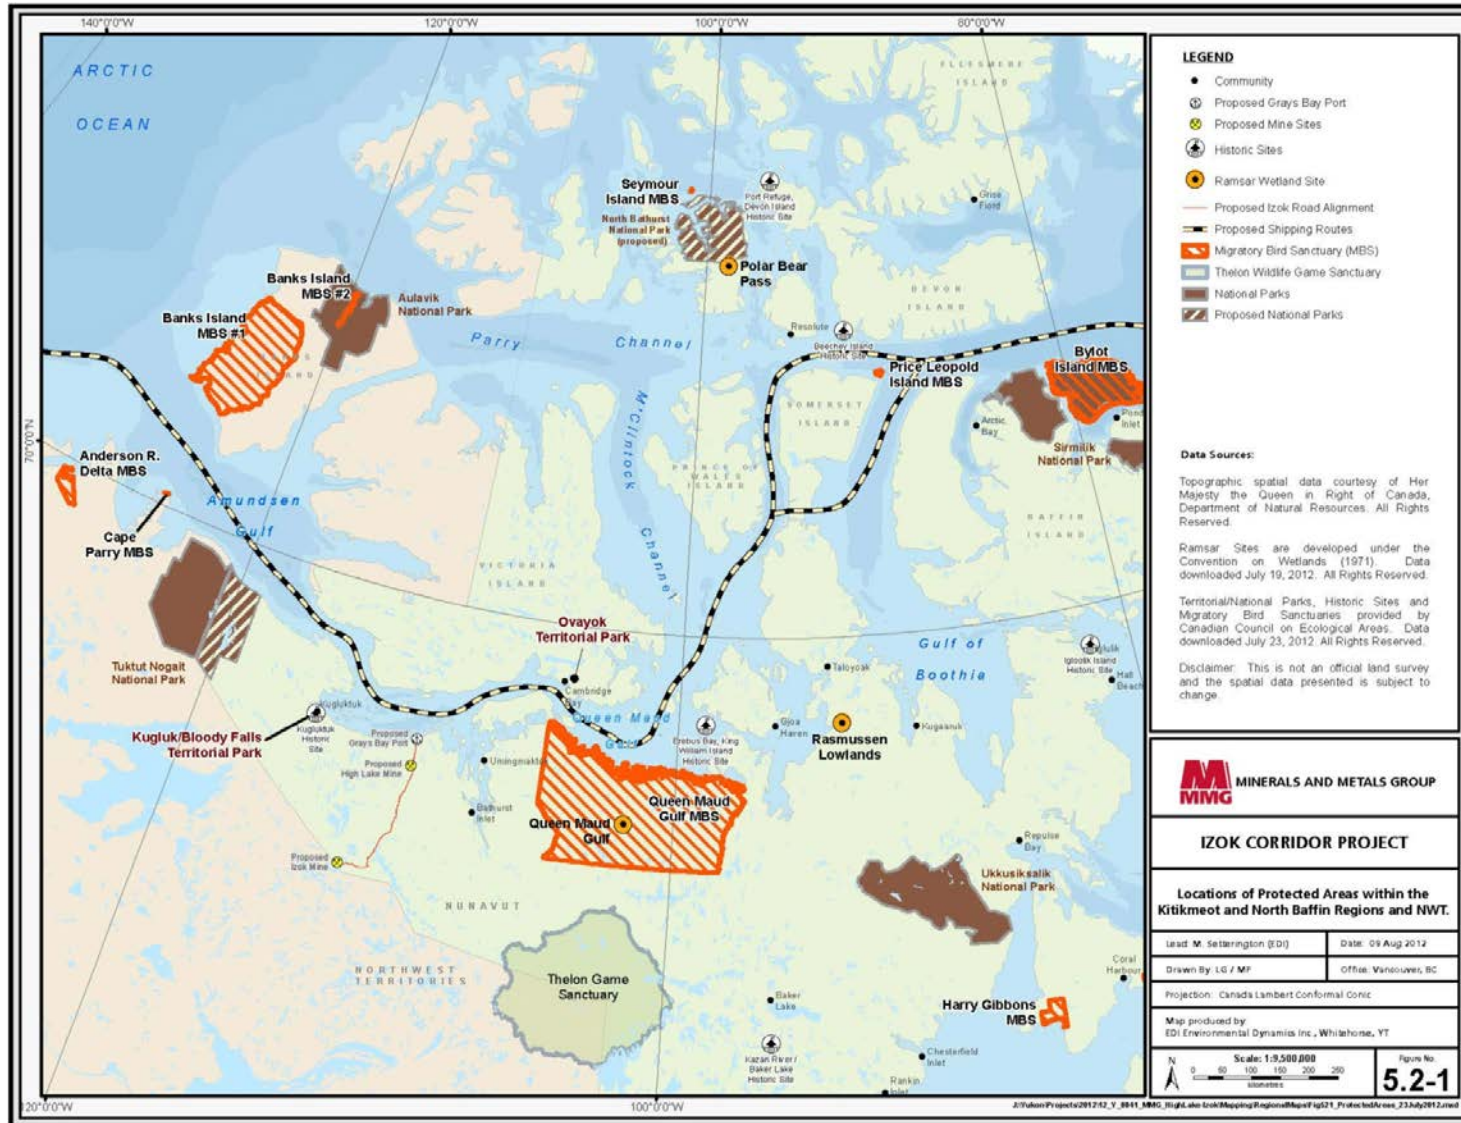 140°0'0"W
120°0'0"W
100°0'0"W
80°0'0"W
ARCTIC
OCEAN
ELLESMERE
ISLAND
Seymour
Island MBS
North Bathurst
National Park
(proposed)
Port Refuge,
Devon Island
Historic Site
Grise
Fiord
Polar Bear
Pass
DEVON
ISLAND
Banks Island
MBS #2
Aulavik
National Park
Banks Island
MBS #1
BANKS
ISLAND
Parry Channel
Resolute
Beechey Island
Historic Site
Price Leopold
Island MBS
Bylot
Island MBS
SOMERSET
ISLAND
Arctic
Bay
Pond
Inlet
Sirmilik
National Park
M'Clintock
Channel
PRINCE OF
WALES
ISLAND
70°0'0"N
Anderson R.
Delta MBS
Amundsen
Gulf
Cape
Parry MBS
BAFFIN
ISLAND
VICTORIA
ISLAND
Ovayok
Territorial Park
Gulf of
Boothia
Igloolik Island
Historic Site
Hall
Beach
Tuktut Nogait
National Park
Taloyoak
Cambridge
Bay
Queen Maud
Gulf
Kugluktuk
Kugluktuk
Historic
Site
Kugluk/Bloody Falls
Territorial Park
Proposed
Grays Bay Port
Erebus Bay, King
William Island
Historic Site
Gjoa
Haven
Kugaaruk
Rasmussen
Lowlands
Proposed
High Lake Mine
Umingmaktok
Bathurst
Inlet
Queen Maud
Gulf MBS
Queen Maud
Gulf
Repulse
Bay
Proposed
Izok Mine
Ukkusiksalik
National Park
NUNAVUT
NORTHWEST
TERRITORIES
Thelon Game
Sanctuary
Baker
Lake
Coral
Harbour
Harry Gibbons
MBS
Kazan River/
Baker Lake
Historic Site
Chesterfield
Inlet
Rankin
Inlet
120°0'0"W
100°0'0"W
LEGEND
Community
Proposed Grays Bay Port
Proposed Mine Sites
Historic Sites
Ramsar Wetland Site
Proposed Izok Road Alignment
Proposed Shipping Routes
Migratory Bird Sanctuary (MBS)
Thelon Wildlife Game Sanctuary
National Parks
Proposed National Parks
Data Sources:
Topographic spatial data courtesy of Her
Majesty the Queen in Right of Canada,
Department of Natural Resources. All Rights
Reserved.
Ramsar Sites are developed under the
Convention on Wetlands (1971). Data
downloaded July 19, 2012. All Rights Reserved.
Territorial/National Parks, Historic Sites and
Migratory Bird Sanctuaries provided by
Canadian Council on Ecological Areas. Data
downloaded July 23, 2012. All Rights Reserved.
Disclaimer: This is not an official land survey
and the spatial data presented is subject to
change.
MMG
MINERALS AND METALS GROUP
IZOK CORRIDOR PROJECT
Locations of Protected Areas within the
Kitikmeot and North Baffin Regions and NWT.
Lead: M. Setterington (EDI)
Date: 09 Aug 2012
Drawn By: LG / MP
Office: Vancouver, BC
Projection: Canada Lambert Conformal Conic
Map produced by
EDI Environmental Dynamics Inc., Whitehorse, YT
N
Scale: 1:9,500,000
0 50 100 150 200 250
kilometres
Figure No.
5.2-1